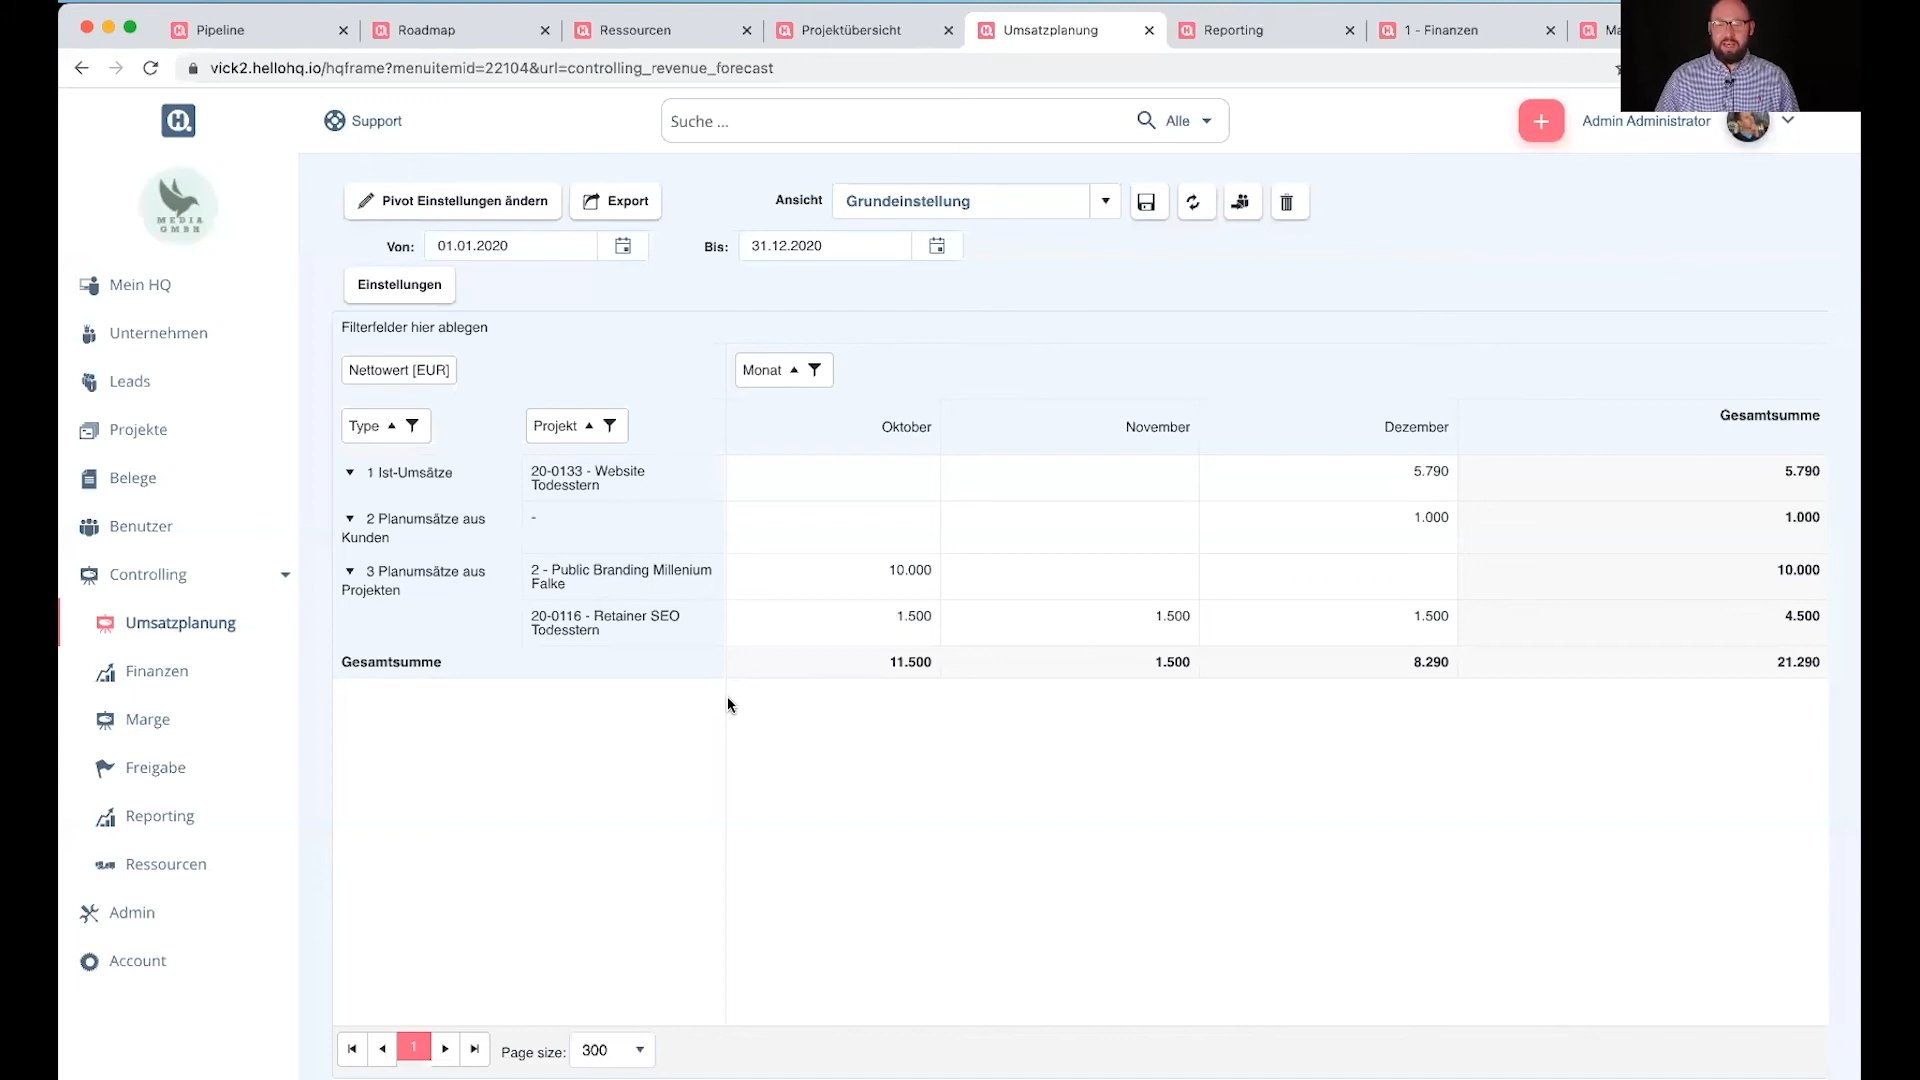 Pipeline
Roadmap
Ressourcen
Projektübersicht
Umsatzplanung
Reporting
1 - Finanzen
vick2.hellohq.io/hqframe?menuitemid=22104&url=controlling_revenue_forecast
Support
Suche ...
Alle
+
Admin Administrator
MEDIA
GMBH
Mein HQ
Unternehmen
Leads
Projekte
Belege
Benutzer
Controlling
Umsatzplanung
Finanzen
Marge
Freigabe
Reporting
Ressourcen
Admin
Account
Pivot Einstellungen ändern
Export
Ansicht
Grundeinstellung
Von:
01.01.2020
Bis:
31.12.2020
Einstellungen
Filterfelder hier ablegen
Nettowert [EUR]
Monat
Type
Projekt
Oktober
November
Dezember
Gesamtsumme
1 Ist-Umsätze
20-0133 - Website
Todesstern
5.790
5.790
2 Planumsätze aus
Kunden
-
1.000
1.000
3 Planumsätze aus
Projekten
2 - Public Branding Millenium
Falke
10.000
10.000
20-0116 - Retainer SEO
Todesstern
1.500
1.500
1.500
4.500
Gesamtsumme
11.500
1.500
8.290
21.290
1
Page size:
300